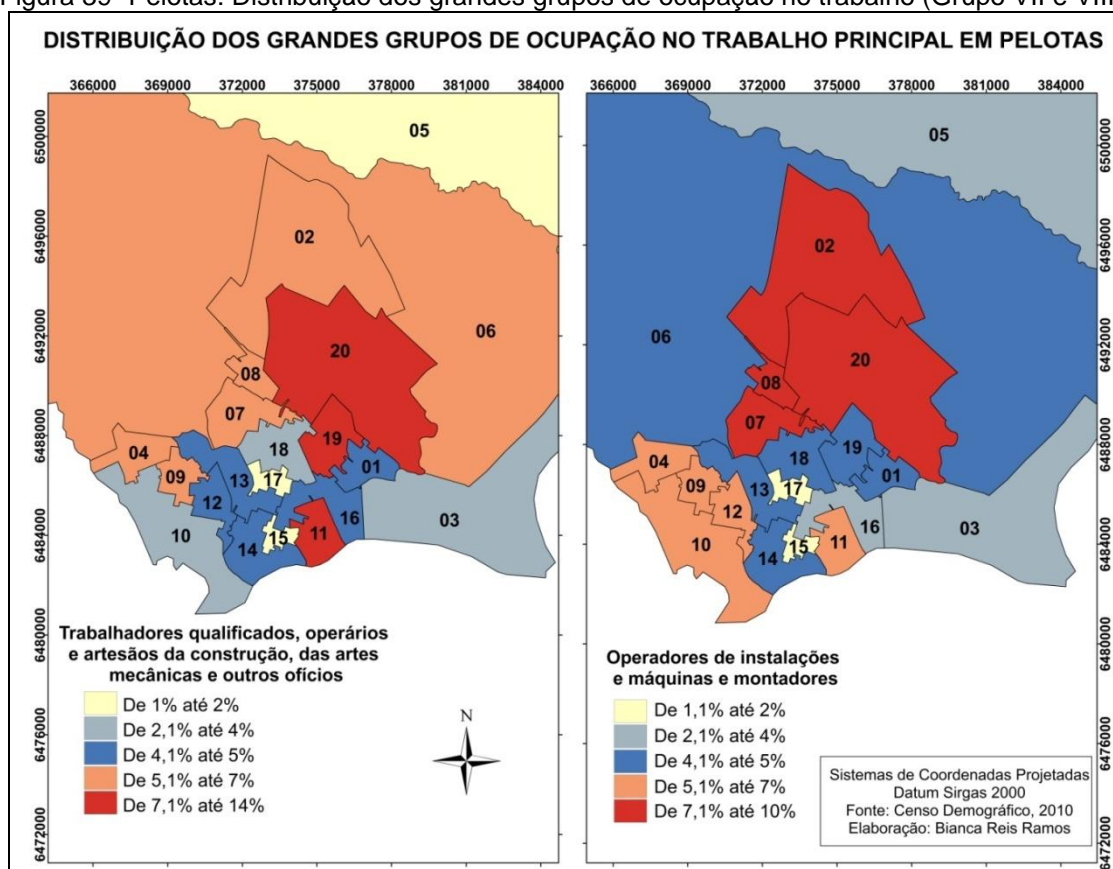 Figura 39- Pelotas: Distribuição dos grandes grupos de ocupação no trabalho (Grupo VII e VIII
DISTRIBUIÇÃO DOS GRANDES GRUPOS DE OCUPAÇÃO NO TRABALHO PRINCIPAL EM PELOTAS
366000 369000 372000 375000 378000 381000 384000
6500000
6496000
6492000
6488000
6484000
6480000
6476000
6472000
05
02
06
20
08
07
19
18
04
01
09
13
17
12
16
03
10
11
15
14
Trabalhadores qualificados, operários
e artesãos da construção, das artes
mecânicas e outros ofícios
De 1% até 2%
De 2,1% até 4%
De 4,1% até 5%
De 5,1% até 7%
De 7,1% até 14%
N
366000 369000 372000 375000 378000 381000 384000
05
02
06
20
08
07
19
18
04
01
09
13
17
12
16
03
10
11
15
14
Operadores de instalações
e máquinas e montadores
De 1,1% até 2%
De 2,1% até 4%
De 4,1% até 5%
De 5,1% até 7%
De 7,1% até 10%
Sistemas de Coordenadas Projetadas
Datum Sirgas 2000
Fonte: Censo Demográfico, 2010
Elaboração: Bianca Reis Ramos
6500000
6496000
6492000
6488000
6484000
6480000
6476000
6472000